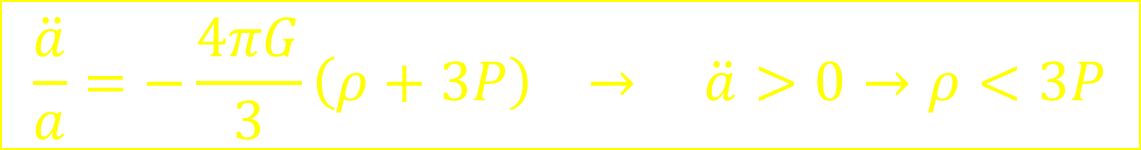 ä/a = −4πG/3 (ρ + 3P) → ä > 0 → ρ < 3P